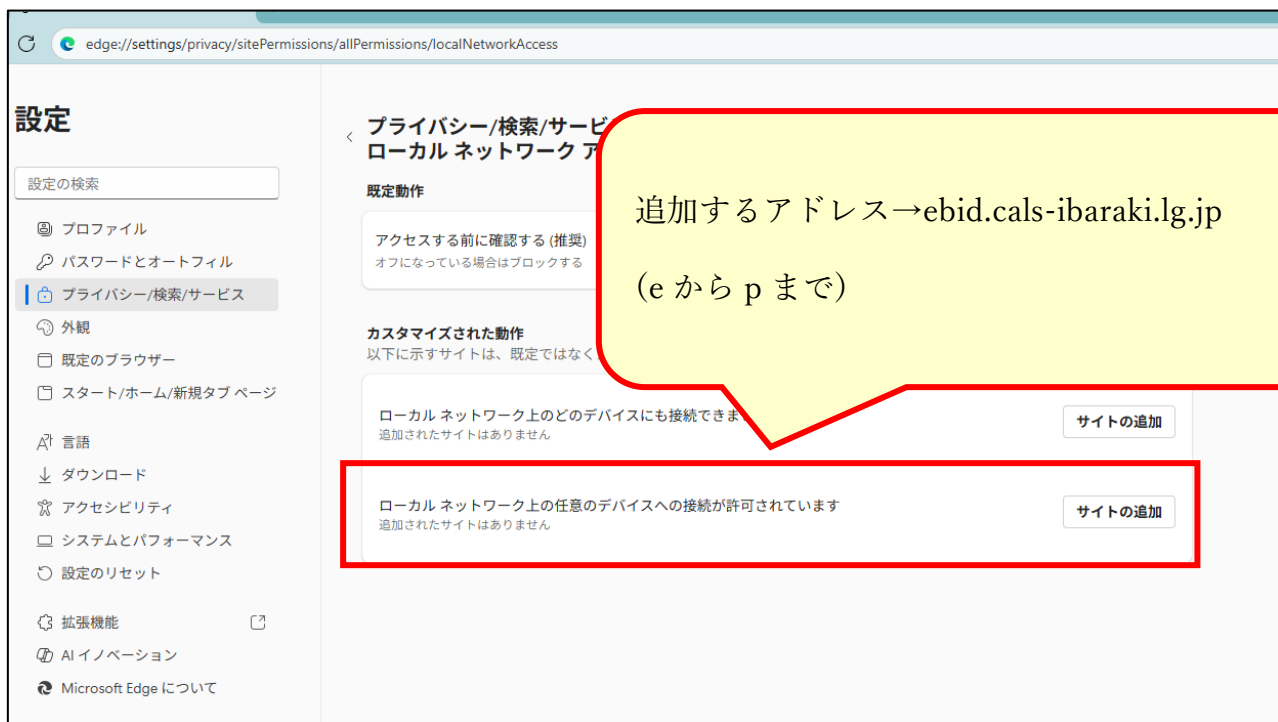 edge://settings/privacy/sitePermissions/allPermissions/localNetworkAccess
設定
設定の検索
プロファイル
パスワードとオートフィル
プライバシー/検索/サービス
外観
既定のブラウザー
スタート/ホーム/新規タブ ページ
言語
ダウンロード
アクセシビリティ
システムとパフォーマンス
設定のリセット
拡張機能
AI イノベーション
Microsoft Edge について
プライバシー/検索/サービ
ローカル ネットワーク ア
既定動作
アクセスする前に確認する (推奨)
オフになっている場合はブロックする
追加するアドレス→ebid.cals-ibaraki.lg.jp
(e から p まで)
カスタマイズされた動作
以下に示すサイトは、既定ではなく
ローカル ネットワーク上のどのデバイスにも接続できま
追加されたサイトはありません
サイトの追加
ローカル ネットワーク上の任意のデバイスへの接続が許可されています
追加されたサイトはありません
サイトの追加